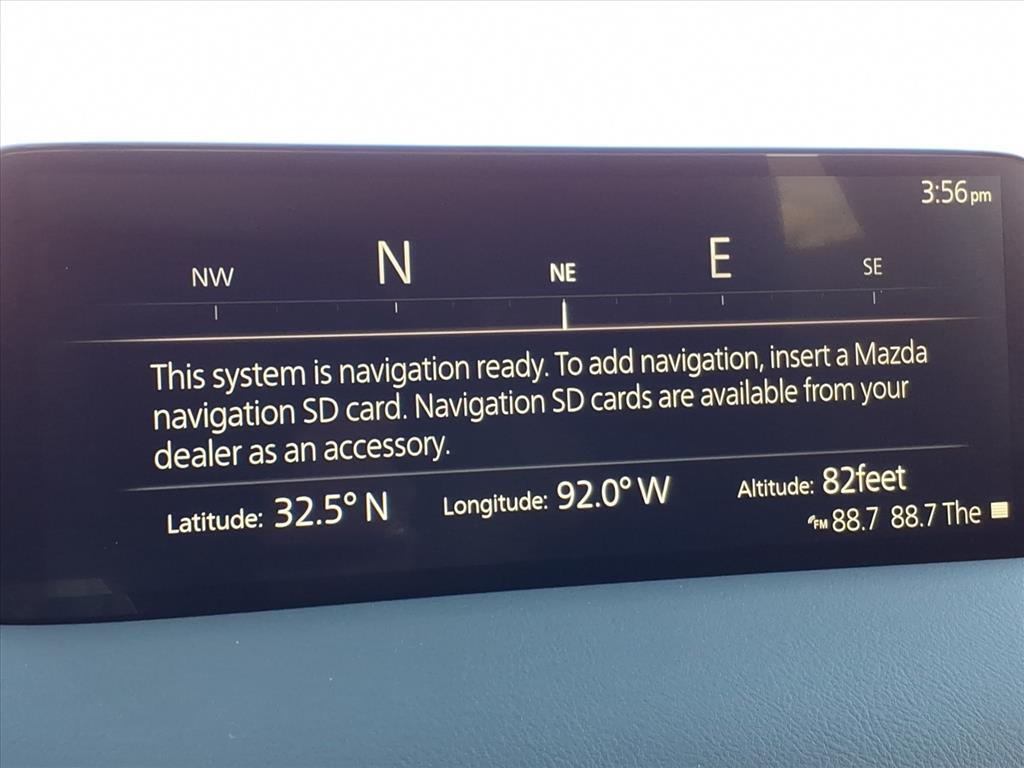 3:56 pm
NW N NE E SE
This system is navigation ready. To add navigation, insert a Mazda
navigation SD card. Navigation SD cards are available from your
dealer as an accessory.
Latitude: 32.5° N Longitude: 92.0° W Altitude: 82feet
FM 88.7 88.7 The